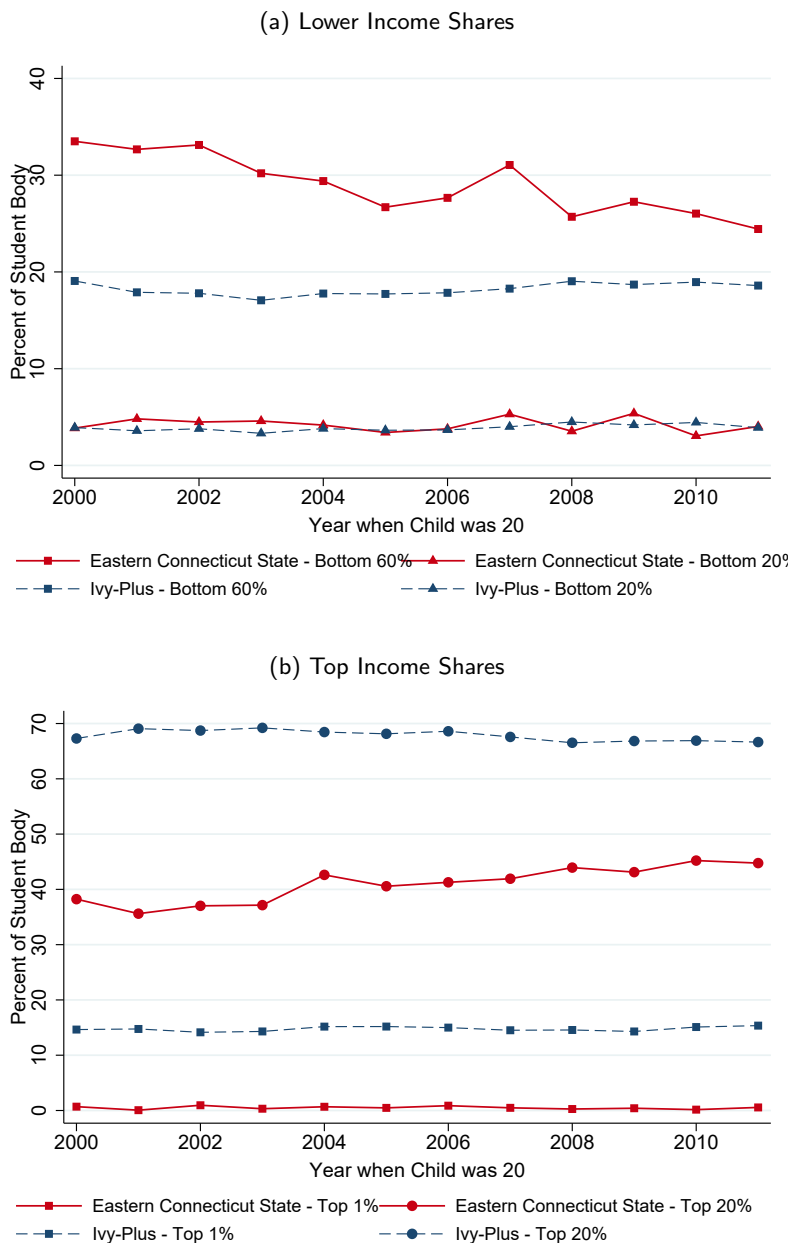 (a) Lower Income Shares
Percent of Student Body
40
30
20
10
0
2000 2002 2004 2006 2008 2010
Year when Child was 20
Eastern Connecticut State - Bottom 60% Eastern Connecticut State - Bottom 20%
Ivy-Plus - Bottom 60% Ivy-Plus - Bottom 20%
(b) Top Income Shares
Percent of Student Body
70
60
50
40
30
20
10
0
2000 2002 2004 2006 2008 2010
Year when Child was 20
Eastern Connecticut State - Top 1% Eastern Connecticut State - Top 20%
Ivy-Plus - Top 1% Ivy-Plus - Top 20%